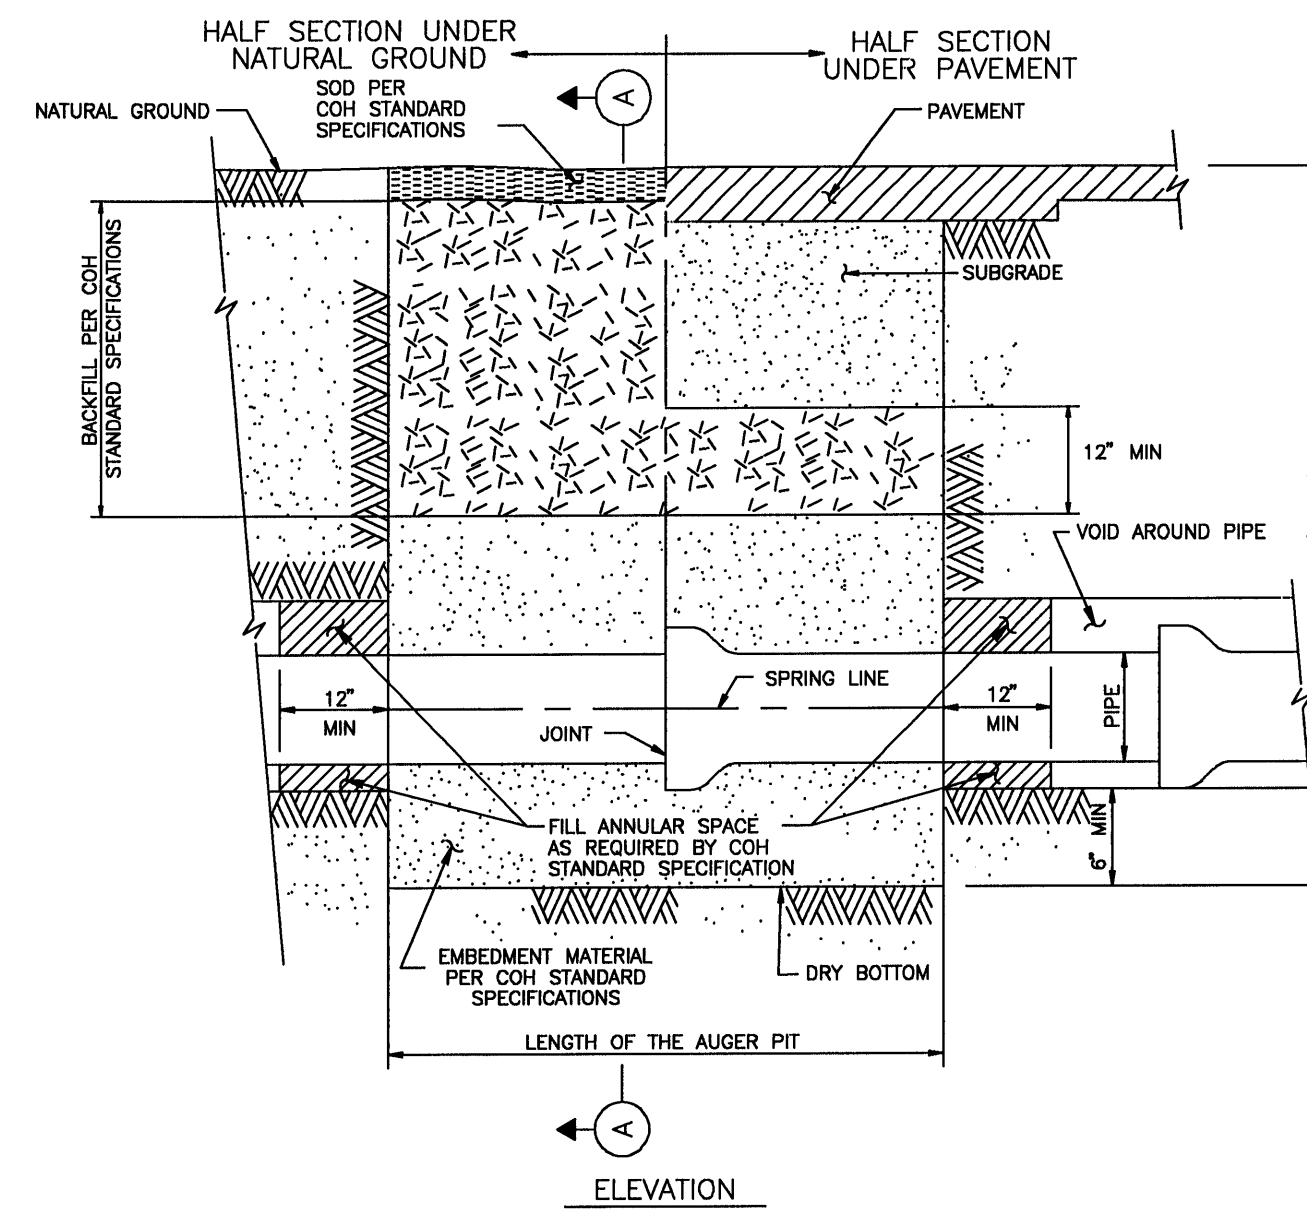 HALF SECTION UNDER
NATURAL GROUND
HALF SECTION
UNDER PAVEMENT
SOD PER
COH STANDARD
SPECIFICATIONS
A
NATURAL GROUND
PAVEMENT
SUBGRADE
BACKFILL PER COH
STANDARD SPECIFICATIONS
12" MIN
VOID AROUND PIPE
SPRING LINE
12"
MIN
12"
MIN
PIPE
JOINT
FILL ANNULAR SPACE
AS REQUIRED BY COH
STANDARD SPECIFICATION
6" MIN
EMBEDMENT MATERIAL
PER COH STANDARD
SPECIFICATIONS
DRY BOTTOM
LENGTH OF THE AUGER PIT
A
ELEVATION